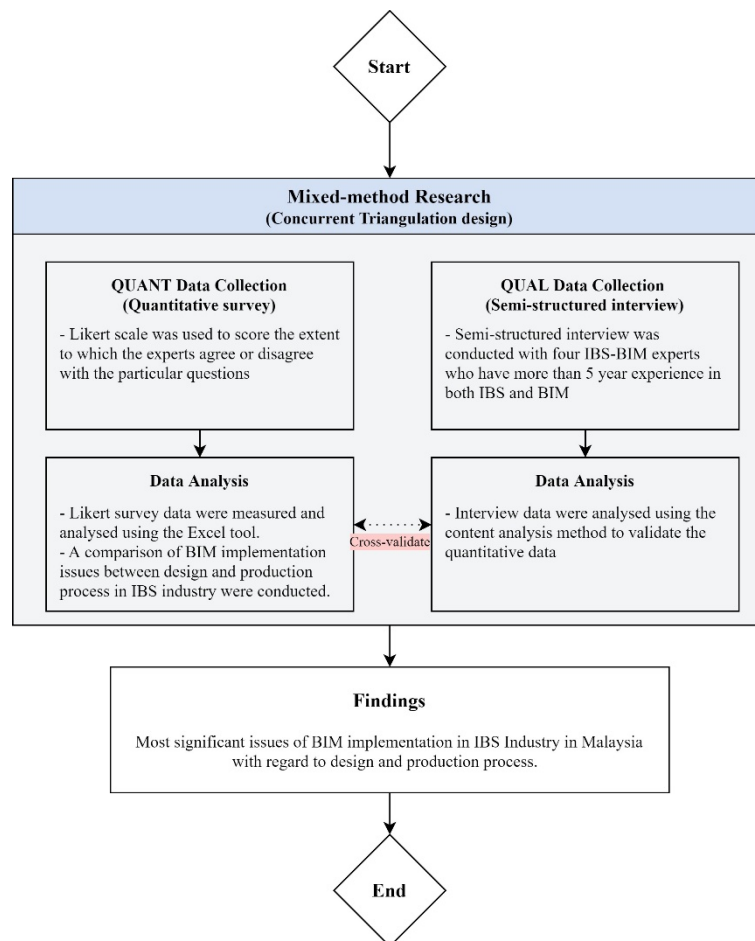 Start
Mixed-method Research
(Concurrent Triangulation design)
QUANT Data Collection
(Quantitative survey)
- Likert scale was used to score the extent
to which the experts agree or disagree
with the particular questions
QUAL Data Collection
(Semi-structured interview)
- Semi-structured interview was
conducted with four IBS-BIM experts
who have more than 5 year experience in
both IBS and BIM
Data Analysis
- Likert survey data were measured and
analysed using the Excel tool.
- A comparison of BIM implementation
issues between design and production
process in IBS industry were conducted.
Cross-validate
Data Analysis
- Interview data were analysed using the
content analysis method to validate the
quantitative data
Findings
Most significant issues of BIM implementation in IBS Industry in Malaysia
with regard to design and production process.
End